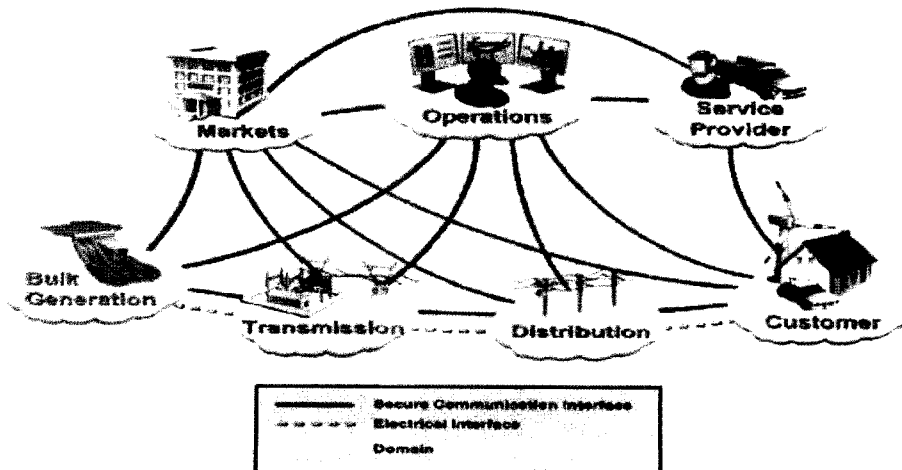 Markets
Operations
Service
Provider
Bulk
Generation
Transmission
Distribution
Customer
Secure Communication Interface
Electrical Interface
Domain